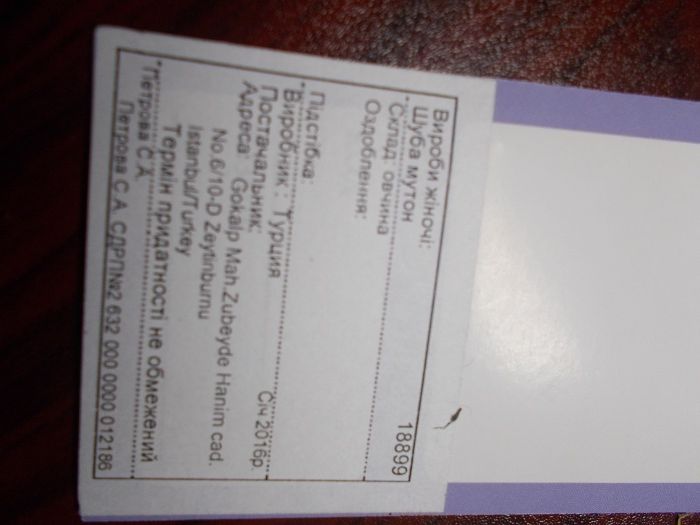 Вироби жіночі:
Шуба мутон 18899
Склад: овчина
Оздоблення:
Підстібка:
Виробник : Турция Січ 2016р.
Постачальник:
Адреса: Gokalp Mah.Zubeyde Hanim cad.
No 6/10-D Zeytinburnu
Istanbul/Turkey
Термін придатності не обмежений
Петрова С.А.
Петрова С.А. СДРП№2 632 000 0000 012186